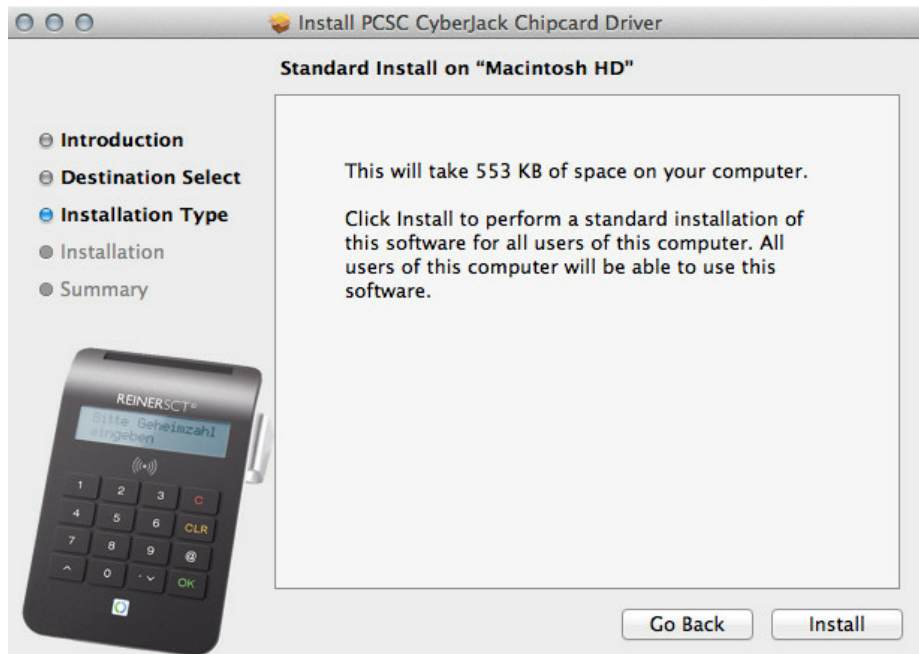 Install PCSC CyberJack Chipcard Driver
Standard Install on “Macintosh HD"
Introduction
Destination Select
Installation Type
Installation
Summary
This will take 553 KB of space on your computer.
Click Install to perform a standard installation of
this software for all users of this computer. All
users of this computer will be able to use this
software.
REINERSCT®
Bitte Geheimzahl
eingeben
1 2 3 C
4 5 6 CLR
7 8 9 @
^ 0 OK
Go Back Install